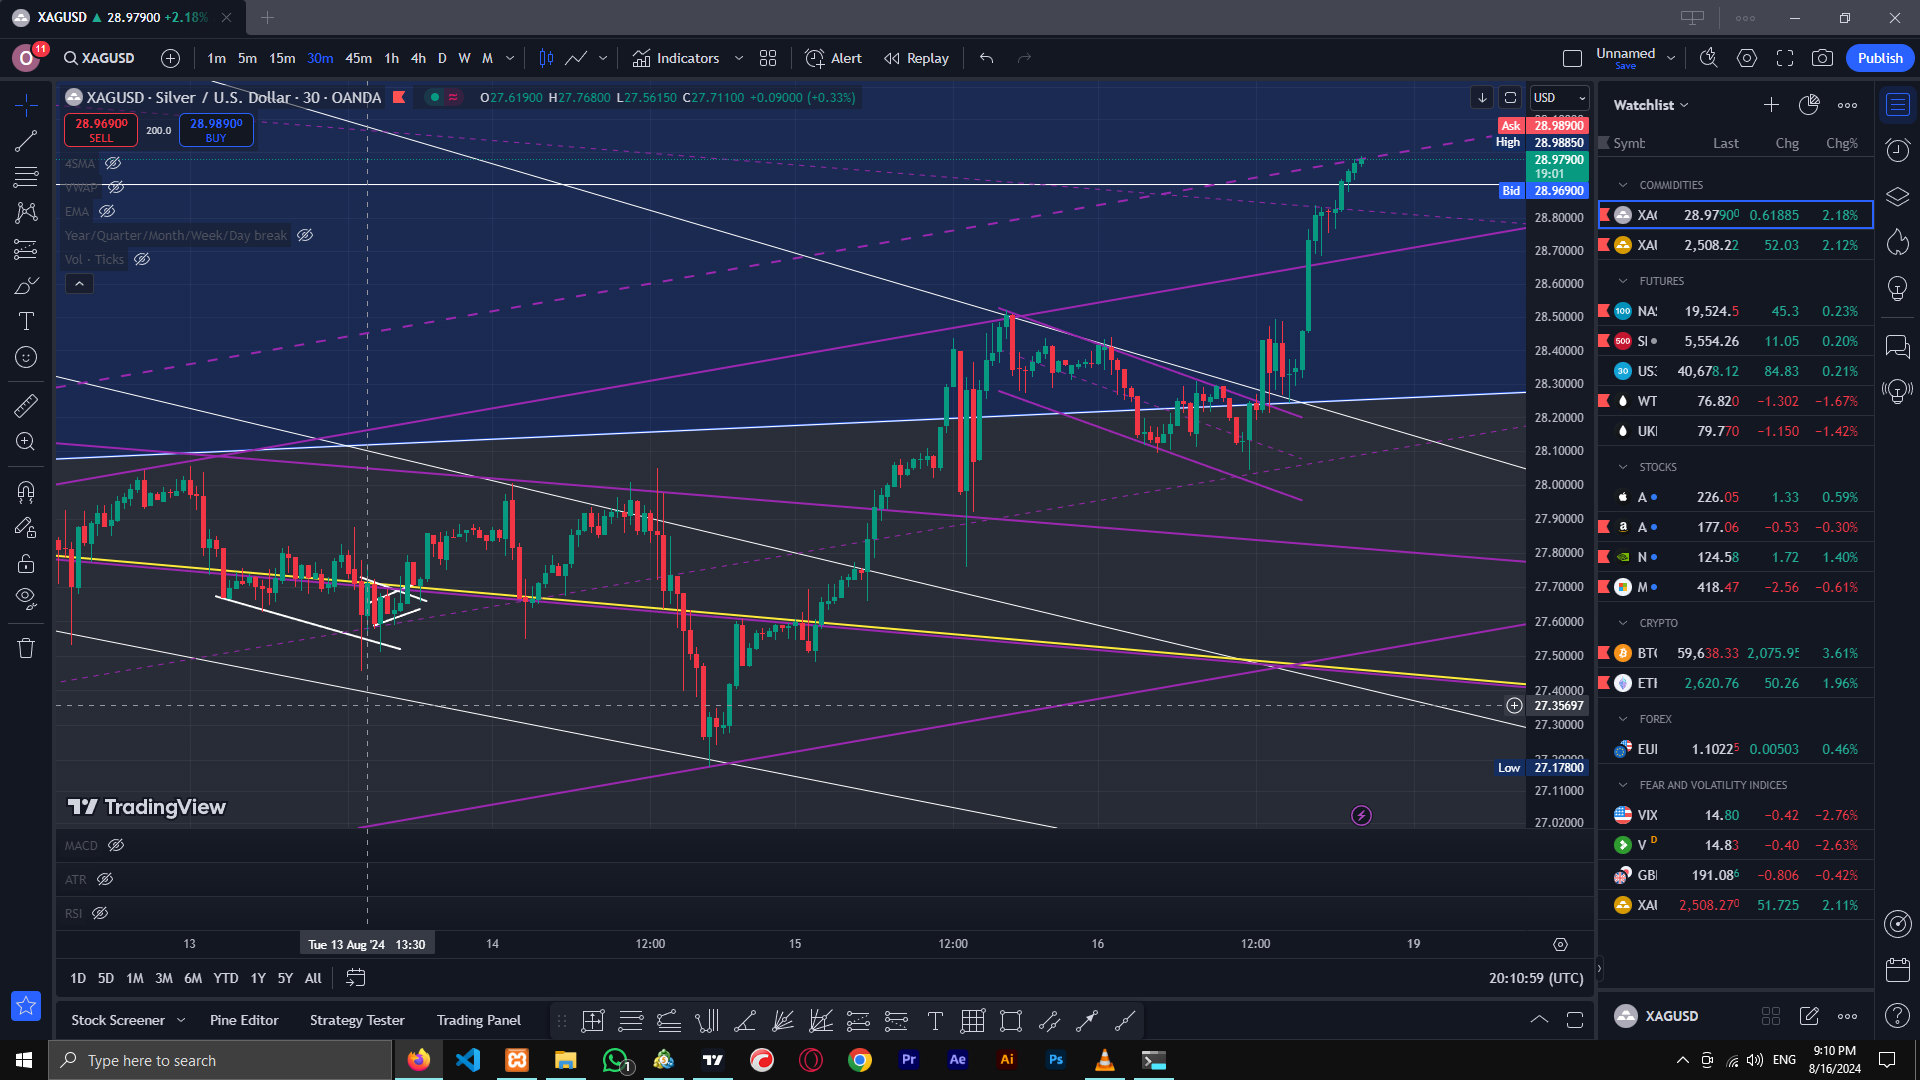 XAGUSD ▲ 28.97900 +2.18%
O 11 XAGUSD 1m 5m 15m 30m 45m 1h 4h D W M Indicators Alert Replay Unnamed Save Publish
XAGUSD · Silver / U.S. Dollar · 30 · OANDA O27.61900 H27.76800 L27.56150 C27.71100 +0.09000 (+0.33%) USD
28.96900 SELL 200.0 28.98900 BUY
4SMA
VWAP
EMA
Year/Quarter/Month/Week/Day break
Vol · Ticks
Ask 28.98900
High 28.98850
28.97900
19:01
Bid 28.96900
28.80000
28.70000
28.60000
28.50000
28.40000
28.30000
28.20000
28.10000
28.00000
27.90000
27.80000
27.70000
27.60000
27.50000
27.40000
27.35697
27.30000
Low 27.17800
27.11000
27.02000
TradingView
MACD
ATR
RSI
13 Tue 13 Aug '24 13:30 14 12:00 15 12:00 16 12:00 19
1D 5D 1M 3M 6M YTD 1Y 5Y All 20:10:59 (UTC)
Stock Screener Pine Editor Strategy Tester Trading Panel
Watchlist
Symb Last Chg Chg%
COMMODITIES
XAG 28.97900 0.61885 2.18%
XAU 2,508.22 52.03 2.12%
FUTURES
100 NAS 19,524.5 45.3 0.23%
500 SI 5,554.26 11.05 0.20%
30 US3 40,678.12 84.83 0.21%
WT 76.820 −1.302 −1.67%
UK 79.770 −1.150 −1.42%
STOCKS
A 226.05 1.33 0.59%
A 177.06 −0.53 −0.30%
N 124.58 1.72 1.40%
M 418.47 −2.56 −0.61%
CRYPTO
BTC 59,638.33 2,075.95 3.61%
ETH 2,620.76 50.26 1.96%
FOREX
EU 1.10225 0.00503 0.46%
FEAR AND VOLATILITY INDICES
VIX 14.80 −0.42 −2.76%
V D 14.83 −0.40 −2.63%
GB 191.086 −0.806 −0.42%
XAU 2,508.270 51.725 2.11%
XAGUSD
Type here to search
1 Pr Ae Ai Ps
ENG 9:10 PM
8/16/2024